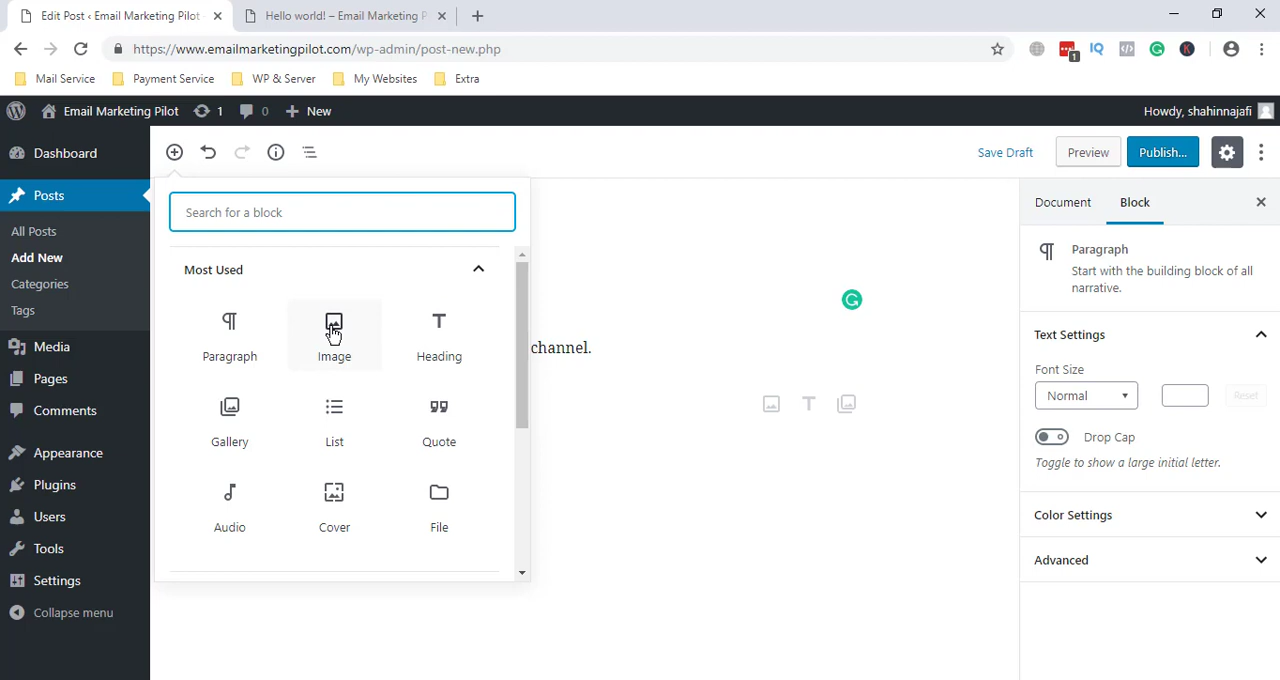 Edit Post ‹ Email Marketing Pilot
Hello world! – Email Marketing P
https://www.emailmarketingpilot.com/wp-admin/post-new.php
1
IQ
K
Mail Service
Payment Service
WP & Server
My Websites
Extra
Email Marketing Pilot
1
0
New
Howdy, shahinnajafi
Dashboard
Posts
All Posts
Add New
Categories
Tags
Media
Pages
Comments
Appearance
Plugins
Users
Tools
Settings
Collapse menu
Save Draft
Preview
Publish...
Search for a block
Most Used
Paragraph
Image
Heading
Gallery
List
Quote
Audio
Cover
File
channel.
Document
Block
Paragraph
Start with the building block of all
narrative.
Text Settings
Font Size
Normal
Reset
Drop Cap
Toggle to show a large initial letter.
Color Settings
Advanced